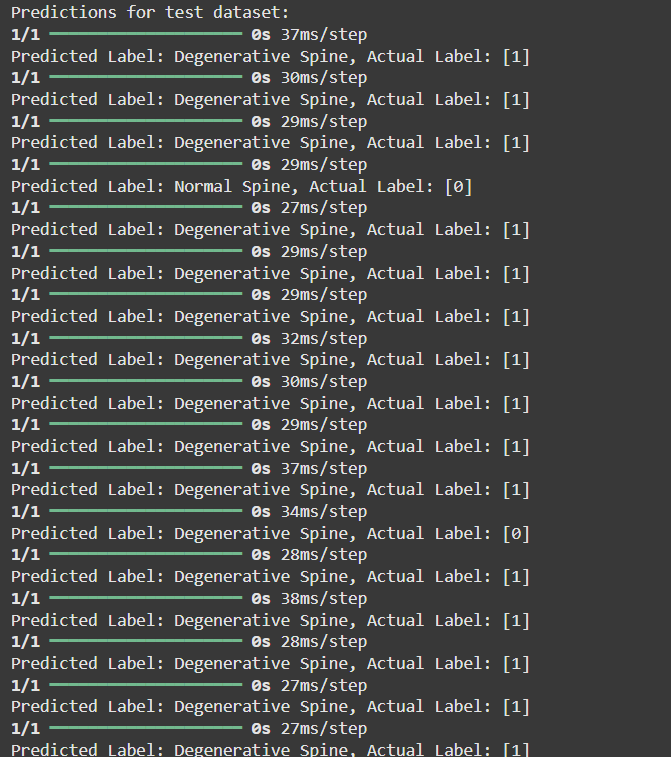 Predictions for test dataset:
1/1 ━━━━━━━━━━━━━━━━━━━━ 0s 37ms/step
Predicted Label: Degenerative Spine, Actual Label: [1]
1/1 ━━━━━━━━━━━━━━━━━━━━ 0s 30ms/step
Predicted Label: Degenerative Spine, Actual Label: [1]
1/1 ━━━━━━━━━━━━━━━━━━━━ 0s 29ms/step
Predicted Label: Degenerative Spine, Actual Label: [1]
1/1 ━━━━━━━━━━━━━━━━━━━━ 0s 29ms/step
Predicted Label: Normal Spine, Actual Label: [0]
1/1 ━━━━━━━━━━━━━━━━━━━━ 0s 27ms/step
Predicted Label: Degenerative Spine, Actual Label: [1]
1/1 ━━━━━━━━━━━━━━━━━━━━ 0s 29ms/step
Predicted Label: Degenerative Spine, Actual Label: [1]
1/1 ━━━━━━━━━━━━━━━━━━━━ 0s 29ms/step
Predicted Label: Degenerative Spine, Actual Label: [1]
1/1 ━━━━━━━━━━━━━━━━━━━━ 0s 32ms/step
Predicted Label: Degenerative Spine, Actual Label: [1]
1/1 ━━━━━━━━━━━━━━━━━━━━ 0s 30ms/step
Predicted Label: Degenerative Spine, Actual Label: [1]
1/1 ━━━━━━━━━━━━━━━━━━━━ 0s 29ms/step
Predicted Label: Degenerative Spine, Actual Label: [1]
1/1 ━━━━━━━━━━━━━━━━━━━━ 0s 37ms/step
Predicted Label: Degenerative Spine, Actual Label: [1]
1/1 ━━━━━━━━━━━━━━━━━━━━ 0s 34ms/step
Predicted Label: Degenerative Spine, Actual Label: [0]
1/1 ━━━━━━━━━━━━━━━━━━━━ 0s 28ms/step
Predicted Label: Degenerative Spine, Actual Label: [1]
1/1 ━━━━━━━━━━━━━━━━━━━━ 0s 38ms/step
Predicted Label: Degenerative Spine, Actual Label: [1]
1/1 ━━━━━━━━━━━━━━━━━━━━ 0s 28ms/step
Predicted Label: Degenerative Spine, Actual Label: [1]
1/1 ━━━━━━━━━━━━━━━━━━━━ 0s 27ms/step
Predicted Label: Degenerative Spine, Actual Label: [1]
1/1 ━━━━━━━━━━━━━━━━━━━━ 0s 27ms/step
Predicted Label: Degenerative Spine, Actual Label: [1]